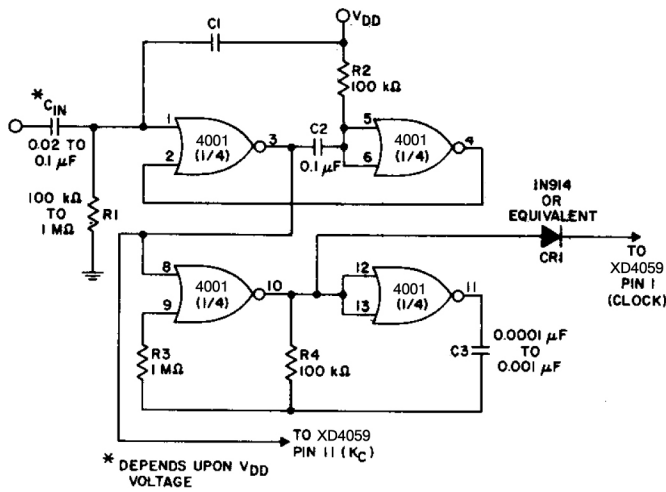 C1
VDD
R2
100 kΩ
* CIN
0.02 TO
0.1 µF
1
2
4001
(1/4)
3
C2
0.1 µF
5
6
4001
(1/4)
4
100 kΩ
TO
1 MΩ
R1
1N914
OR
EQUIVALENT
CR1
TO
XD4059
PIN 1
(CLOCK)
8
9
4001
(1/4)
10
12
13
4001
(1/4)
11
R3
1 MΩ
R4
100 kΩ
C3
0.0001 µF
TO
0.001 µF
TO XD4059
PIN 11 (KC)
* DEPENDS UPON VDD
VOLTAGE